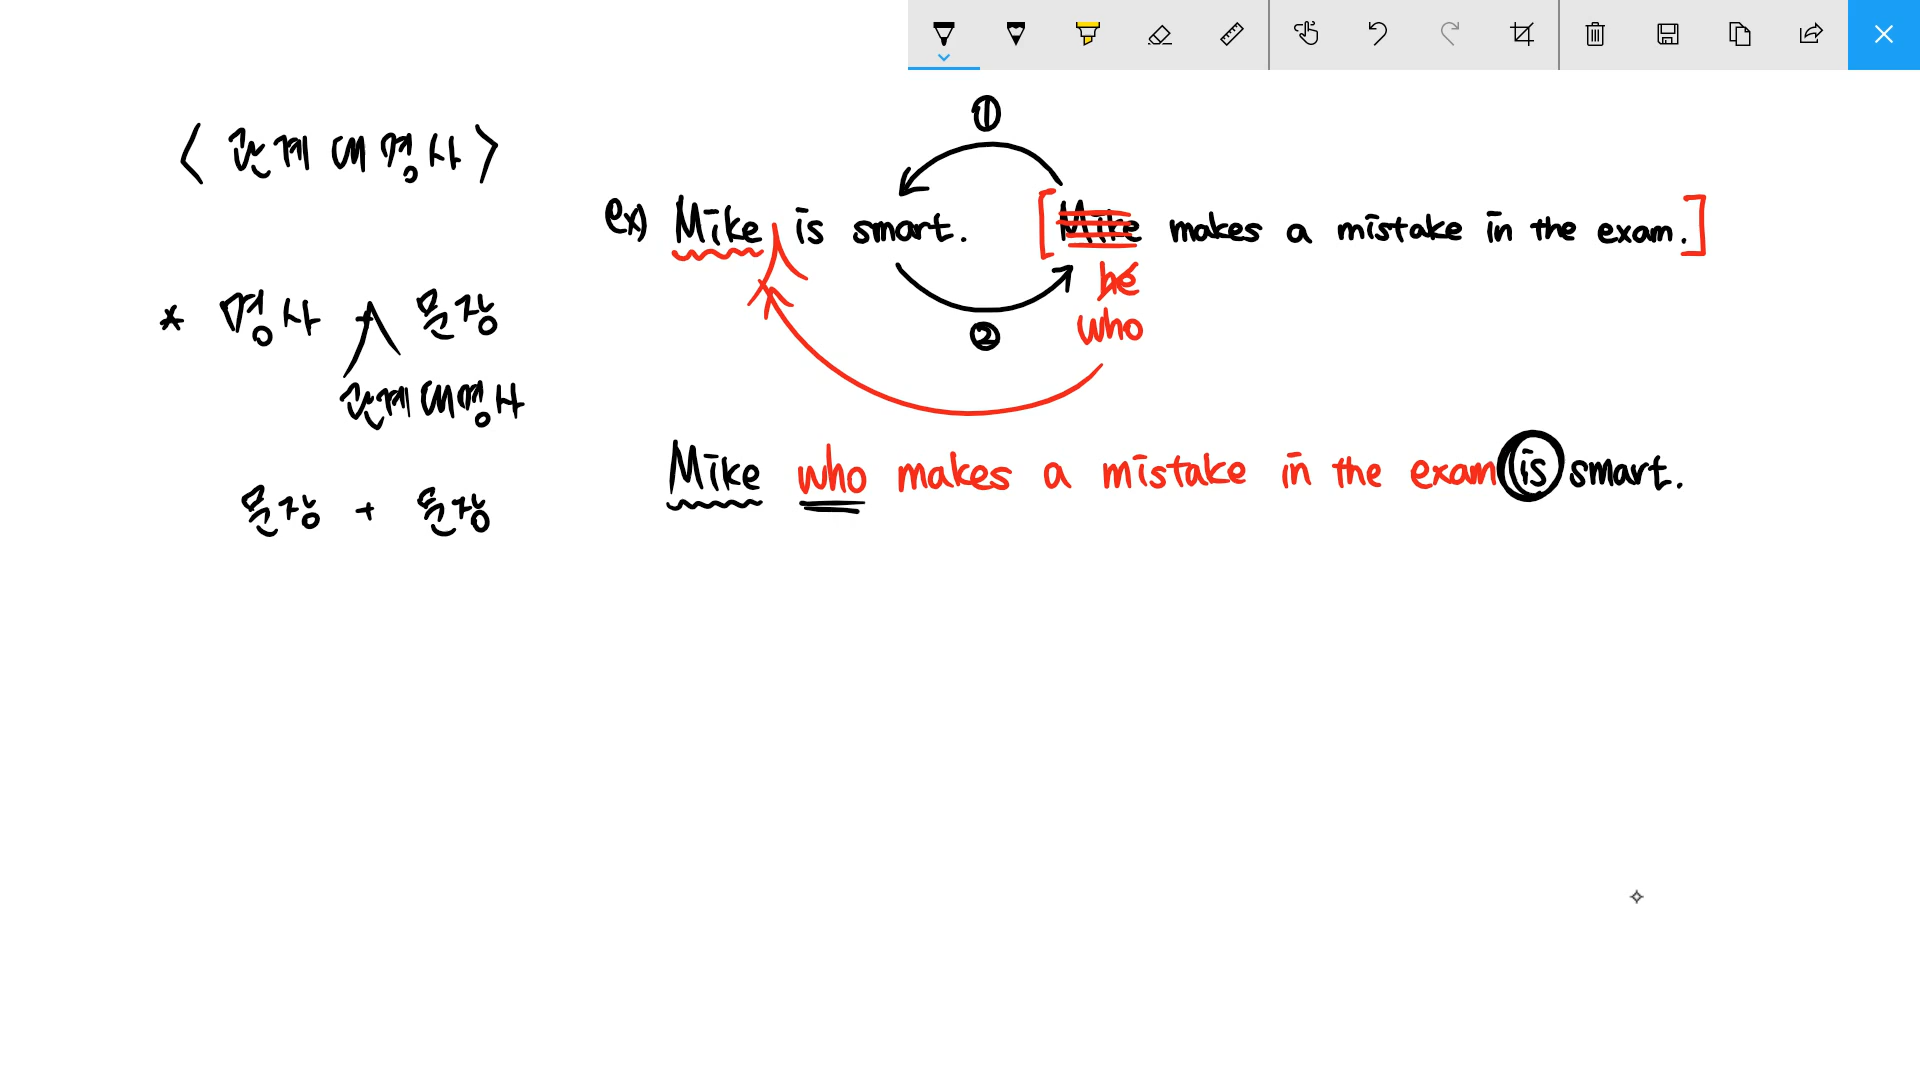 < 관계대명사 >
①
ex) Mike is smart. [Mike makes a mistake in the exam.]
he
②
who
* 명사 + 문장
관계대명사
Mike who makes a mistake in the exam is smart.
문장 + 문장